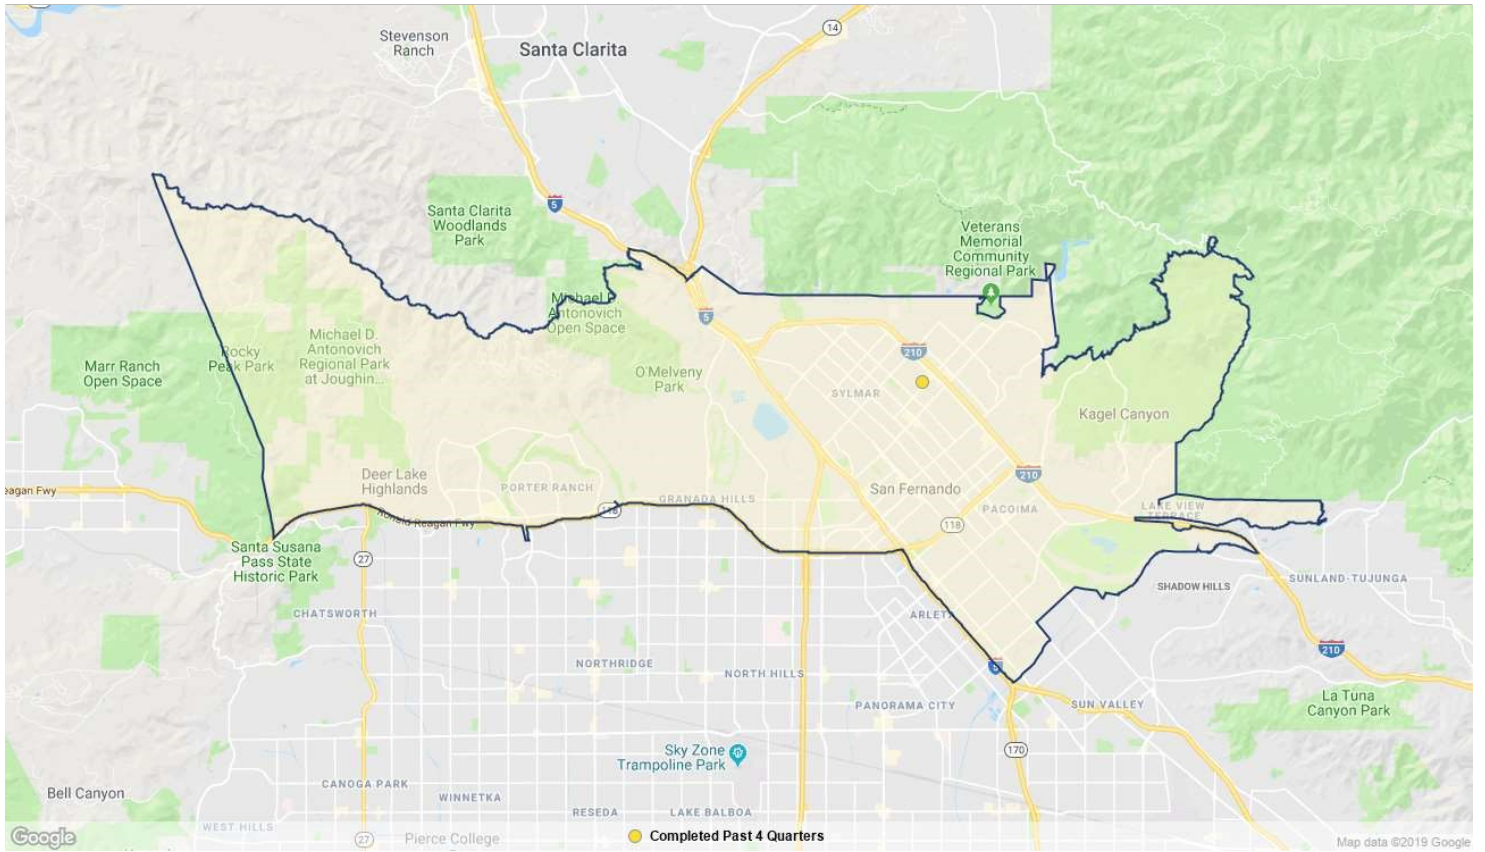 Stevenson
Ranch
Santa Clarita
14
Santa Clarita
Woodlands
Park
5
Veterans
Memorial
Community
Regional Park
Michael D.
Antonovich
Open Space
5
Rocky
Peak Park
Michael D.
Antonovich
Regional Park
at Joughin...
Marr Ranch
Open Space
210
O'Melveny
Park
SYLMAR
Kagel Canyon
Deer Lake
Highlands
PORTER RANCH
GRANADA HILLS
San Fernando
210
PACOIMA
LAKE VIEW
TERRACE
eagan Fwy
Ronald Reagan Fwy
118
118
Santa Susana
Pass State
Historic Park
27
SHADOW HILLS
SUNLAND-TUJUNGA
CHATSWORTH
ARLETA
210
NORTHRIDGE
NORTH HILLS
5
PANORAMA CITY
SUN VALLEY
La Tuna
Canyon Park
Sky Zone
Trampoline Park
170
Bell Canyon
CANOGA PARK
WINNETKA
RESEDA
LAKE BALBOA
WEST HILLS
27
Pierce College
Completed Past 4 Quarters
Google
Map data ©2019 Google